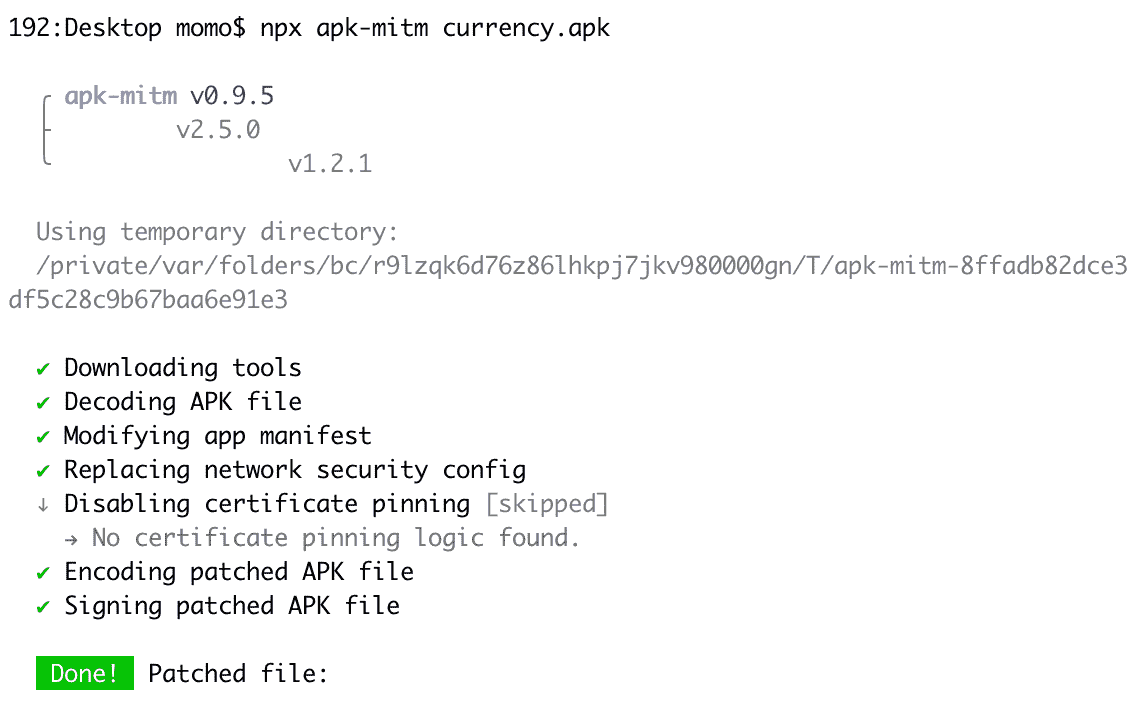 192:Desktop momo$ npx apk-mitm currency.apk
apk-mitm v0.9.5
v2.5.0
v1.2.1
Using temporary directory:
/private/var/folders/bc/r9lzqk6d76z86lhkpj7jkv980000gn/T/apk-mitm-8ffadb82dce3
df5c28c9b67baa6e91e3
✔ Downloading tools
✔ Decoding APK file
✔ Modifying app manifest
✔ Replacing network security config
↓ Disabling certificate pinning [skipped]
→ No certificate pinning logic found.
✔ Encoding patched APK file
✔ Signing patched APK file
Done! Patched file: